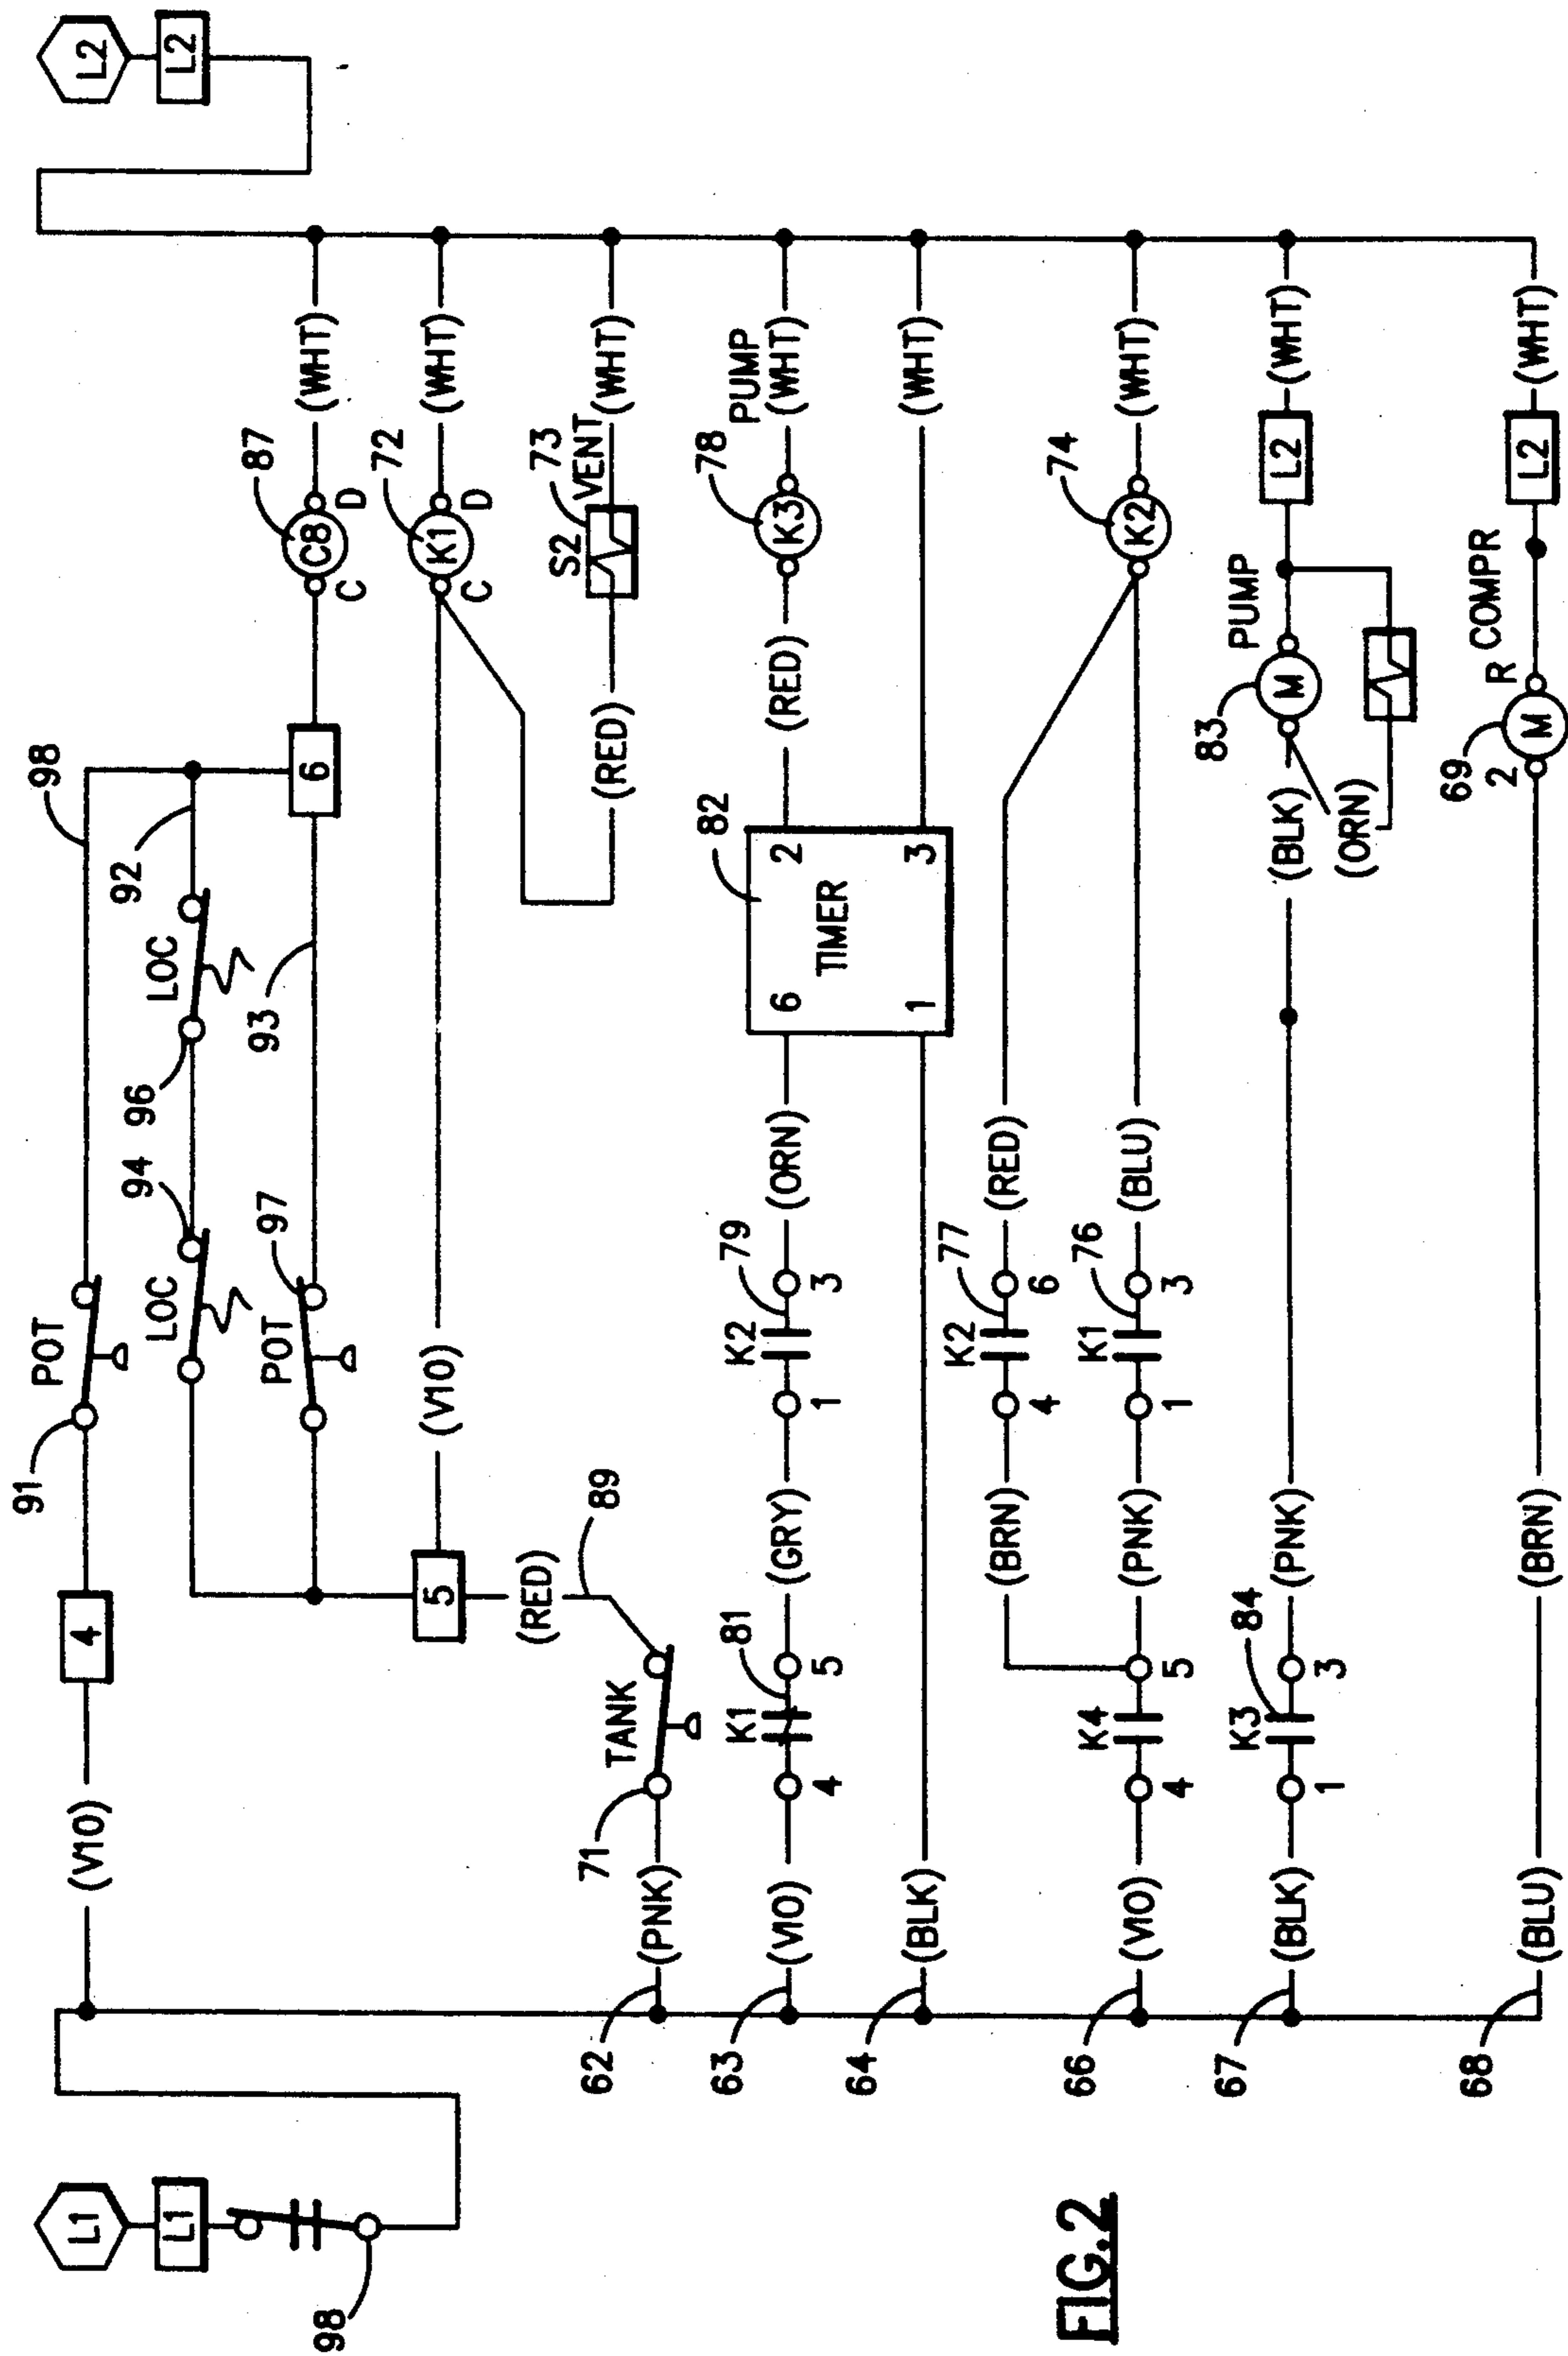 L1
L1
98
L2
L2
(V10)
4
91
POT
98
LOC
94
96
LOC
92
POT
97
93
6
C8
87
C
D
(WHT)
5
(V10)
K1
72
C
D
(WHT)
(RED)
89
(RED)
S2
73
VENT
(WHT)
62
(PNK)
71
TANK
63
(VIO)
4
K1
81
5
(GRY)
1
K2
79
3
(ORN)
6
TIMER
2
1
3
82
(RED)
K3
78
PUMP
(WHT)
64
(BLK)
(WHT)
(BRN)
4
K2
77
6
(RED)
66
(VIO)
4
K4
5
(PNK)
1
K1
76
3
(BLU)
K2
74
(WHT)
67
(BLK)
1
K3
84
3
(PNK)
(BLK)
(ORN)
83
M
PUMP
L2
(WHT)
68
(BLU)
(BRN)
69
2
M
R
COMPR
L2
(WHT)
FIG.2